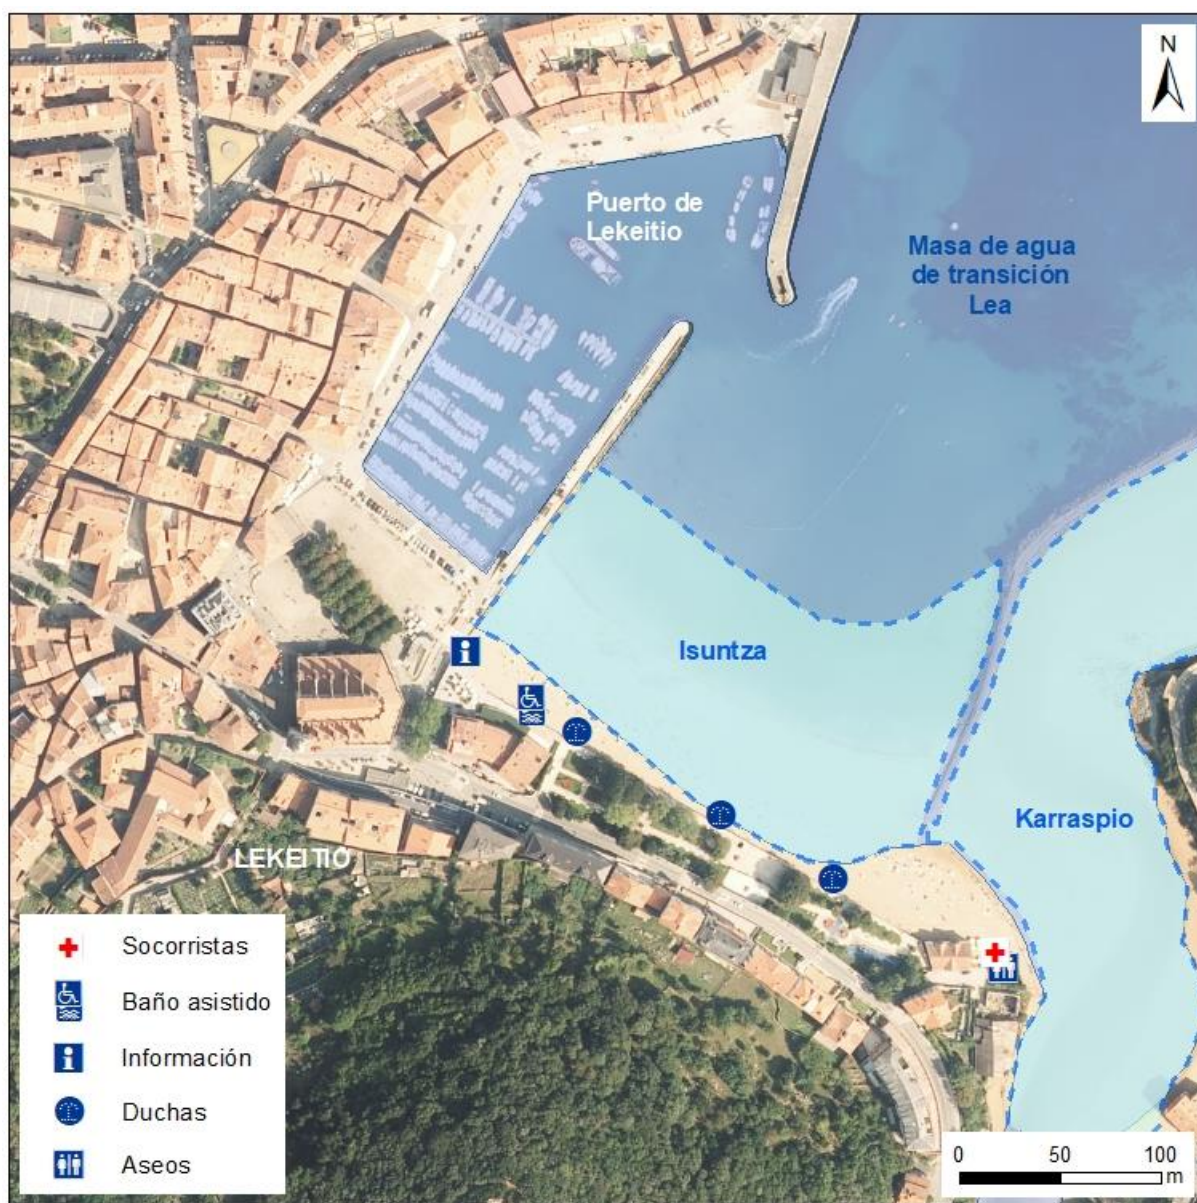 N
Puerto de
Lekeitio
Masa de agua
de transición
Lea
Isuntza
Karraspio
LEKEITIO
Socorristas
Baño asistido
Información
Duchas
Aseos
0 50 100
m